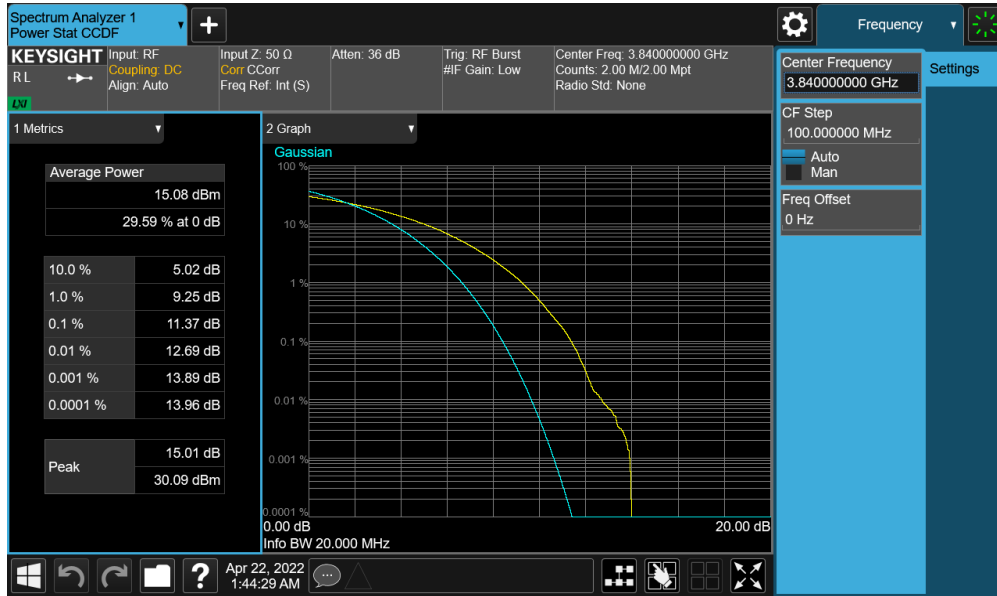 Spectrum Analyzer 1
Power Stat CCDF
Frequency
KEYSIGHT
RL
LXI
Input: RF
Coupling: DC
Align: Auto
Input Z: 50 Ω
Corr CCorr
Freq Ref: Int (S)
Atten: 36 dB
Trig: RF Burst
#IF Gain: Low
Center Freq: 3.840000000 GHz
Counts: 2.00 M/2.00 Mpt
Radio Std: None
Center Frequency
3.840000000 GHz
Settings
CF Step
100.000000 MHz
Auto
Man
Freq Offset
0 Hz
1 Metrics
Average Power
15.08 dBm
29.59 % at 0 dB
10.0 % 5.02 dB
1.0 % 9.25 dB
0.1 % 11.37 dB
0.01 % 12.69 dB
0.001 % 13.89 dB
0.0001 % 13.96 dB
Peak
15.01 dB
30.09 dBm
2 Graph
Gaussian
100 %
10 %
1 %
0.1 %
0.01 %
0.001 %
0.0001 %
0.00 dB 20.00 dB
Info BW 20.000 MHz
Apr 22, 2022
1:44:29 AM